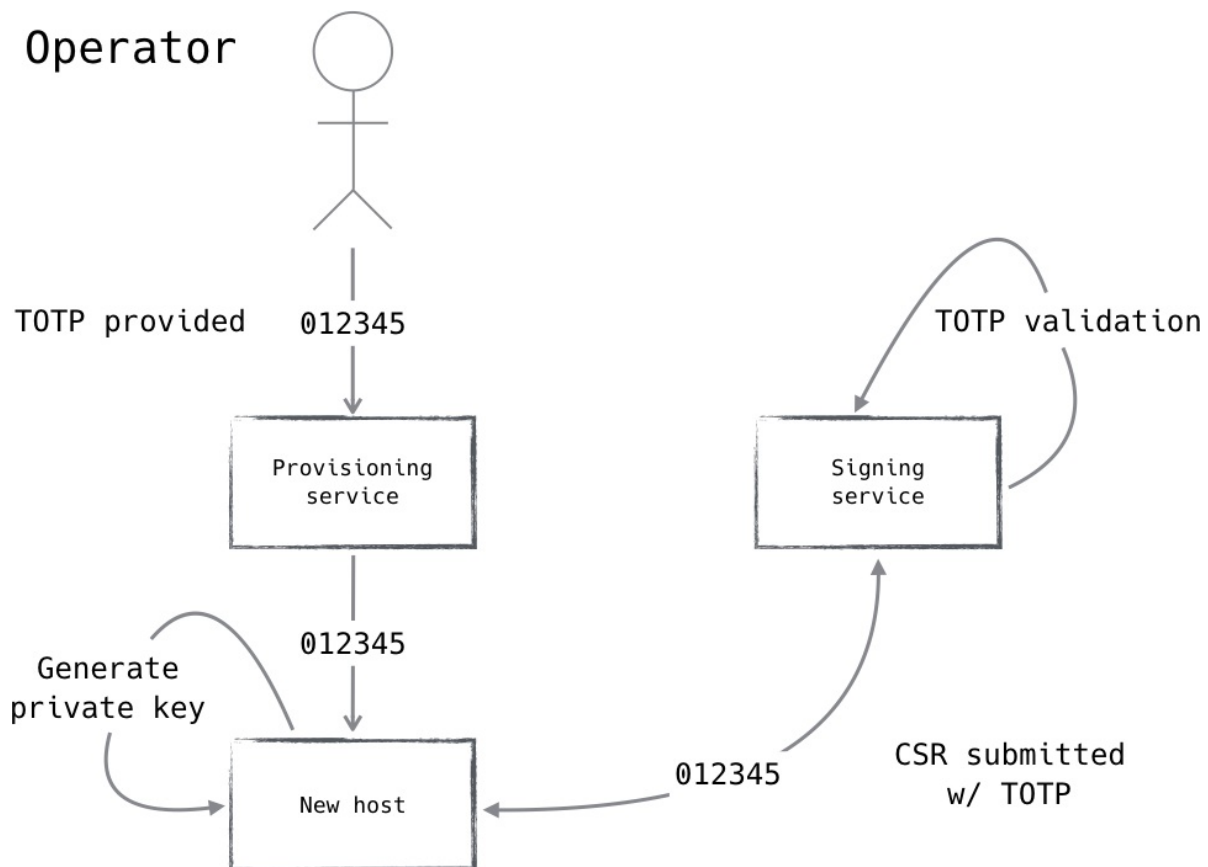 Operator
TOTP provided
012345
TOTP validation
Provisioning
service
Signing
service
012345
Generate
private key
New host
012345
CSR submitted
w/ TOTP